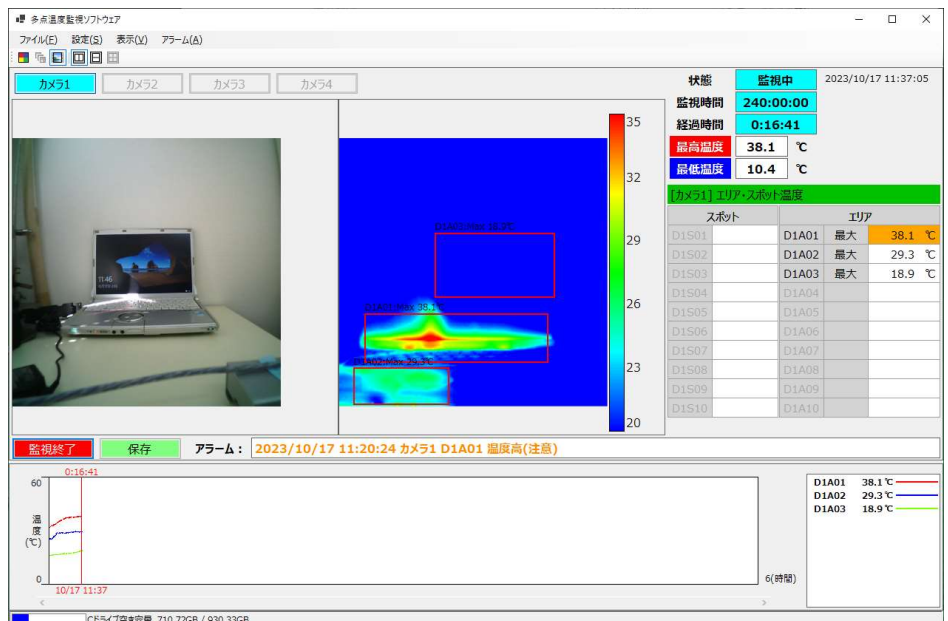 多点温度監視ソフトウェア
ファイル(F) 設定(S) 表示(V) アラーム(A)
カメラ1 カメラ2 カメラ3 カメラ4
状態 監視中 2023/10/17 11:37:05
監視時間 240:00:00
経過時間 0:16:41
最高温度 38.1 ℃
最低温度 10.4 ℃
[カメラ1] エリア・スポット温度
スポット エリア
D1S01 D1A01 最大 38.1 ℃
D1S02 D1A02 最大 29.3 ℃
D1S03 D1A03 最大 18.9 ℃
D1S04 D1A04
D1S05 D1A05
D1S06 D1A06
D1S07 D1A07
D1S08 D1A08
D1S09 D1A09
D1S10 D1A10
11:46
35
32
29
26
23
20
D1A01:Max 38.1℃
D1A02:Max 29.3℃
監視終了 保存 アラーム： 2023/10/17 11:20:24 カメラ1 D1A01 温度高(注意)
0:16:41
60
温度(℃)
0
10/17 11:37
6(時間)
D1A01 38.1℃
D1A02 29.3℃
D1A03 18.9℃
Cドライブ空き容量 710.72GB / 930.33GB